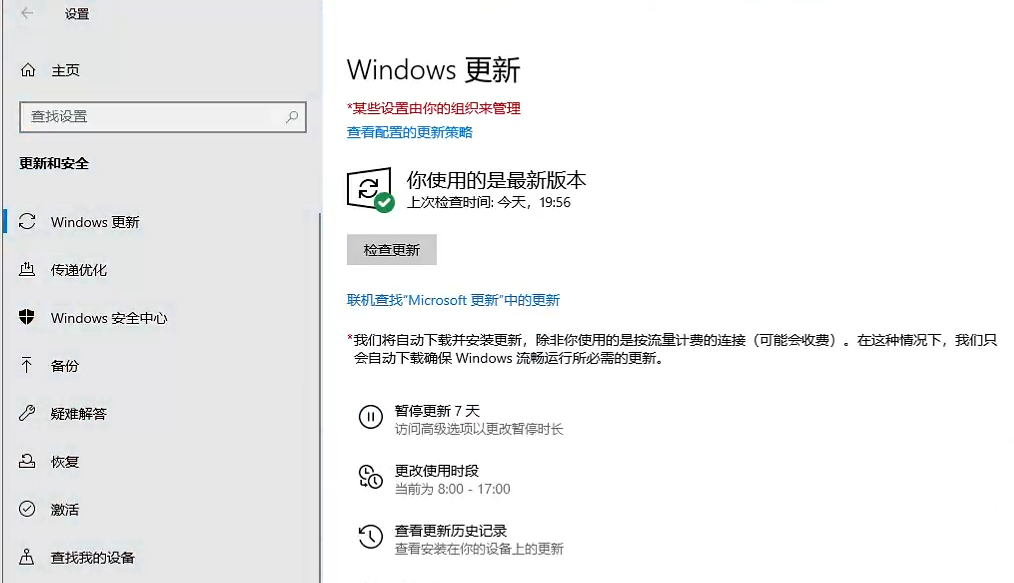 设置
主页
查找设置
更新和安全
Windows 更新
传递优化
Windows 安全中心
备份
疑难解答
恢复
激活
查找我的设备
Windows 更新
*某些设置由你的组织来管理
查看配置的更新策略
你使用的是最新版本
上次检查时间: 今天，19:56
检查更新
联机查找"Microsoft 更新"中的更新
*我们将自动下载并安装更新，除非你使用的是按流量计费的连接（可能会收费）。在这种情况下，我们只
会自动下载确保 Windows 流畅运行所必需的更新。
暂停更新 7 天
访问高级选项以更改暂停时长
更改使用时段
当前为 8:00 - 17:00
查看更新历史记录
查看安装在你的设备上的更新